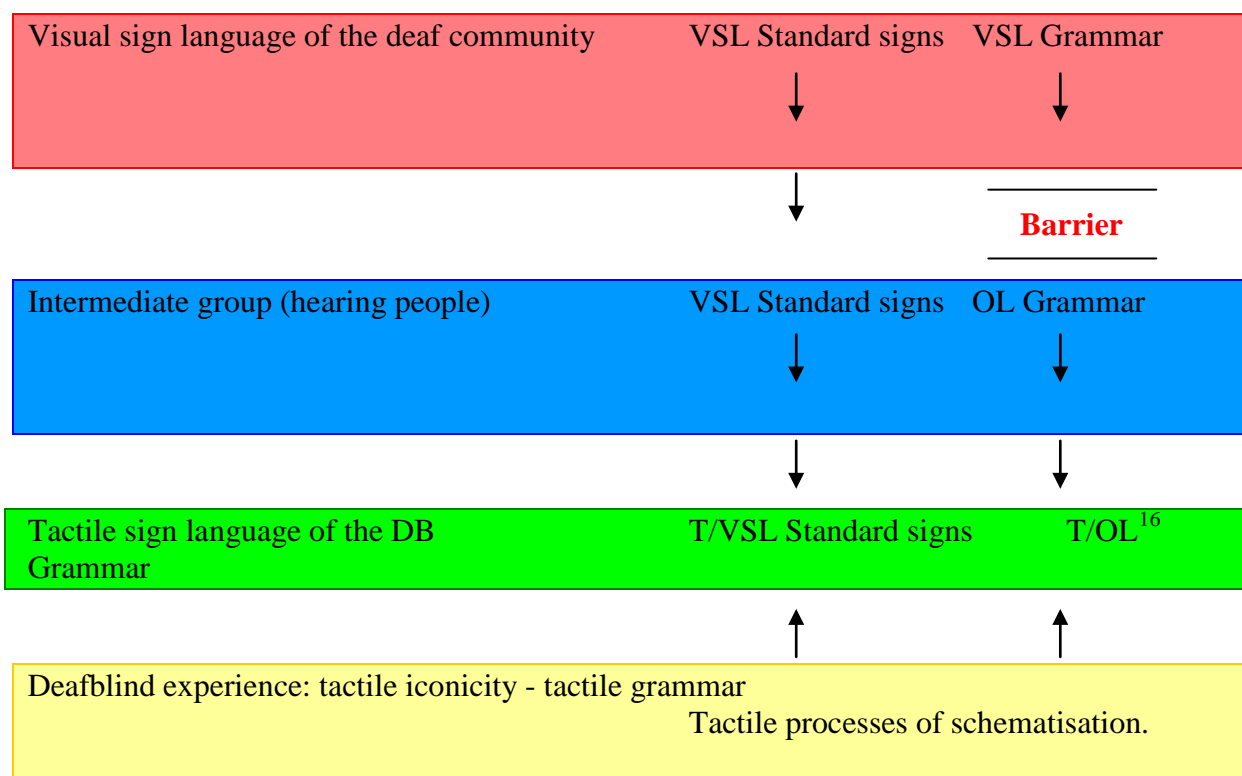 Visual sign language of the deaf community VSL Standard signs VSL Grammar
Barrier
Intermediate group (hearing people) VSL Standard signs OL Grammar
Tactile sign language of the DB T/VSL Standard signs T/OL16
Grammar
Deafblind experience: tactile iconicity - tactile grammar
Tactile processes of schematisation.